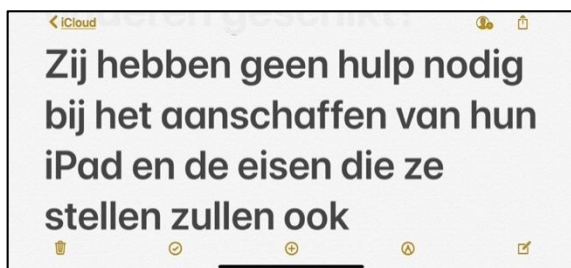 iCloud
Zij hebben geen hulp nodig
bij het aanschaffen van hun
iPad en de eisen die ze
stellen zullen ook